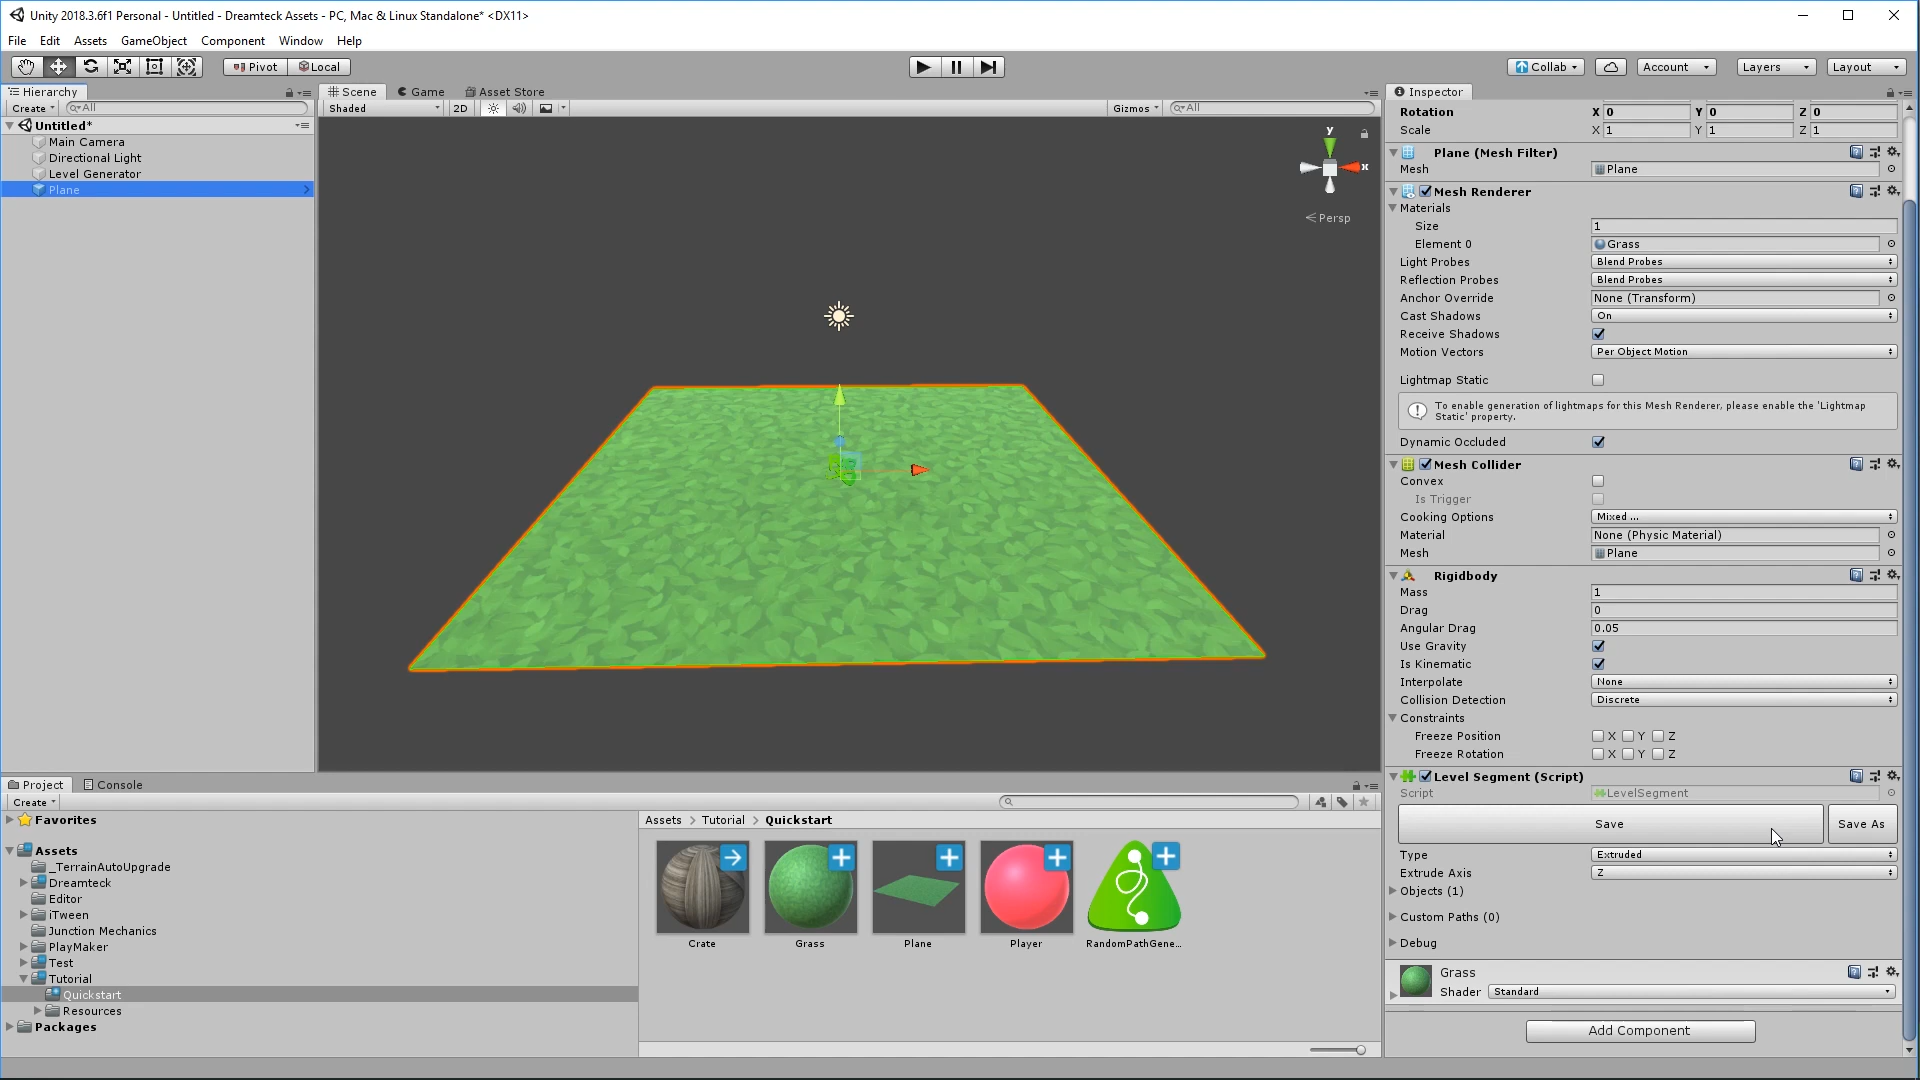 Unity 2018.3.6f1 Personal - Untitled - Dreamteck Assets - PC, Mac & Linux Standalone* <DX11>
File Edit Assets GameObject Component Window Help
Pivot Local Collab Account Layers Layout
Hierarchy Scene Game Asset Store Inspector
Create All Shaded 2D Gizmos All
Untitled*
Main Camera
Directional Light
Level Generator
Plane
y
x
Persp
Rotation X 0 Y 0 Z 0
Scale X 1 Y 1 Z 1
Plane (Mesh Filter)
Mesh Plane
Mesh Renderer
Materials
Size 1
Element 0 Grass
Light Probes Blend Probes
Reflection Probes Blend Probes
Anchor Override None (Transform)
Cast Shadows On
Receive Shadows
Motion Vectors Per Object Motion
Lightmap Static
To enable generation of lightmaps for this Mesh Renderer, please enable the 'Lightmap
Static' property.
Dynamic Occluded
Mesh Collider
Convex
Is Trigger
Cooking Options Mixed ...
Material None (Physic Material)
Mesh Plane
Rigidbody
Mass 1
Drag 0
Angular Drag 0.05
Use Gravity
Is Kinematic
Interpolate None
Collision Detection Discrete
Constraints
Freeze Position X Y Z
Freeze Rotation X Y Z
Level Segment (Script)
Script LevelSegment
Save Save As
Type Extruded
Extrude Axis Z
Objects (1)
Custom Paths (0)
Debug
Grass
Shader Standard
Add Component
Project Console
Create
Favorites
Assets
_TerrainAutoUpgrade
Dreamteck
Editor
iTween
Junction Mechanics
PlayMaker
Test
Tutorial
Quickstart
Resources
Packages
Assets > Tutorial > Quickstart
Crate Grass Plane Player RandomPathGene...